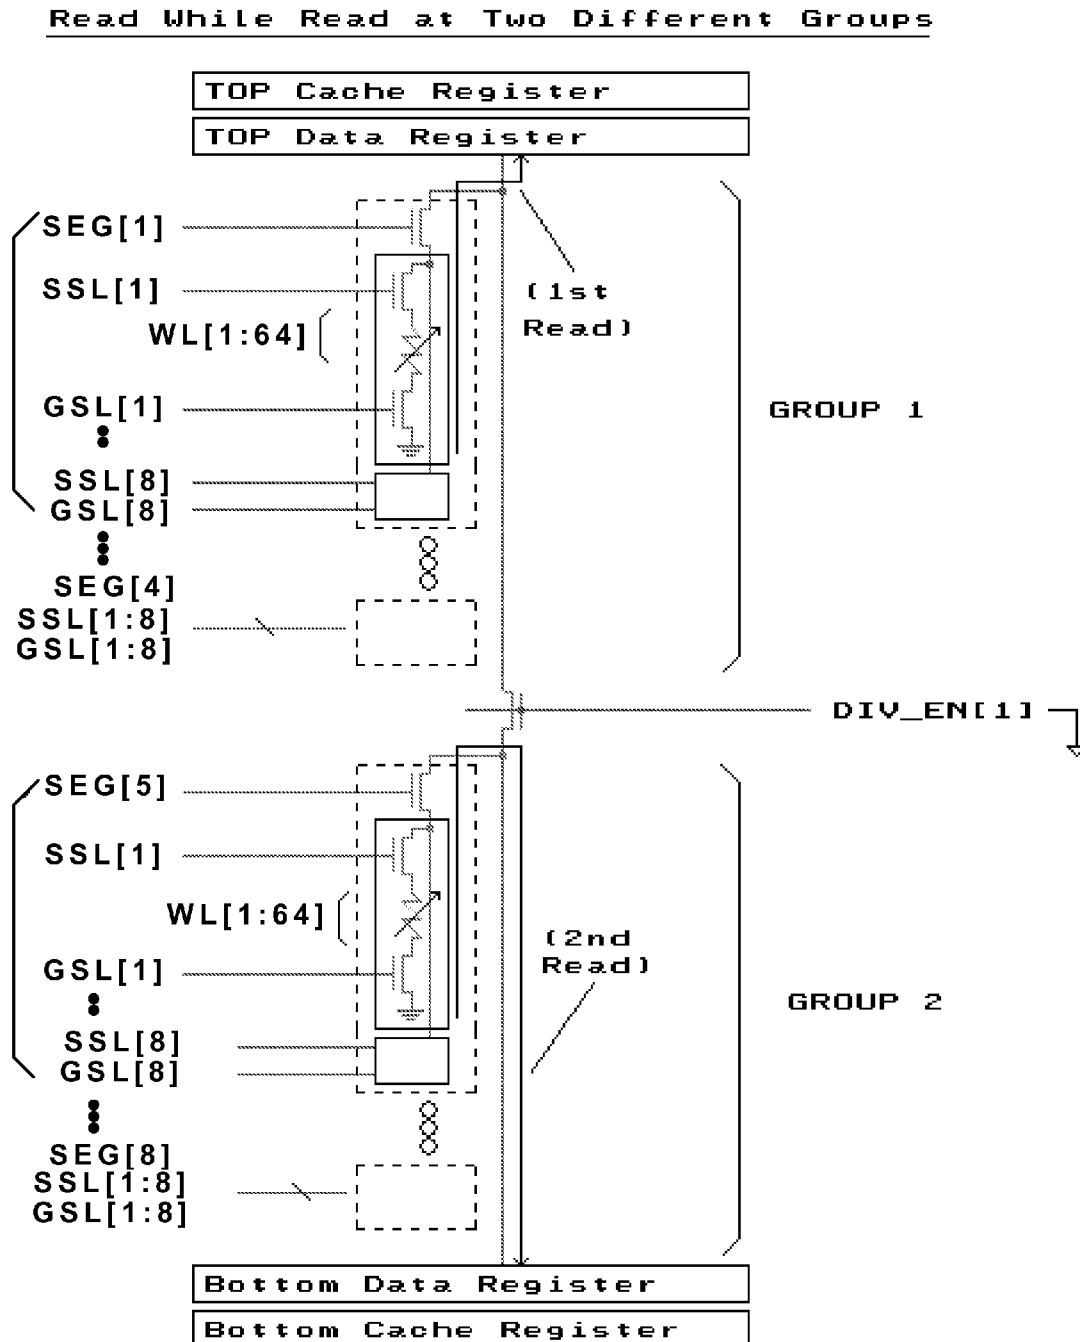 Read While Read at Two Different Groups
TOP Cache Register
TOP Data Register
SEG[1]
SSL[1]
(1st
Read)
WL[1:64]
GSL[1]
GROUP 1
SSL[8]
GSL[8]
SEG[4]
SSL[1:8]
GSL[1:8]
DIV_EN[1]
SEG[5]
SSL[1]
WL[1:64]
(2nd
Read)
GSL[1]
GROUP 2
SSL[8]
GSL[8]
SEG[8]
SSL[1:8]
GSL[1:8]
Bottom Data Register
Bottom Cache Register